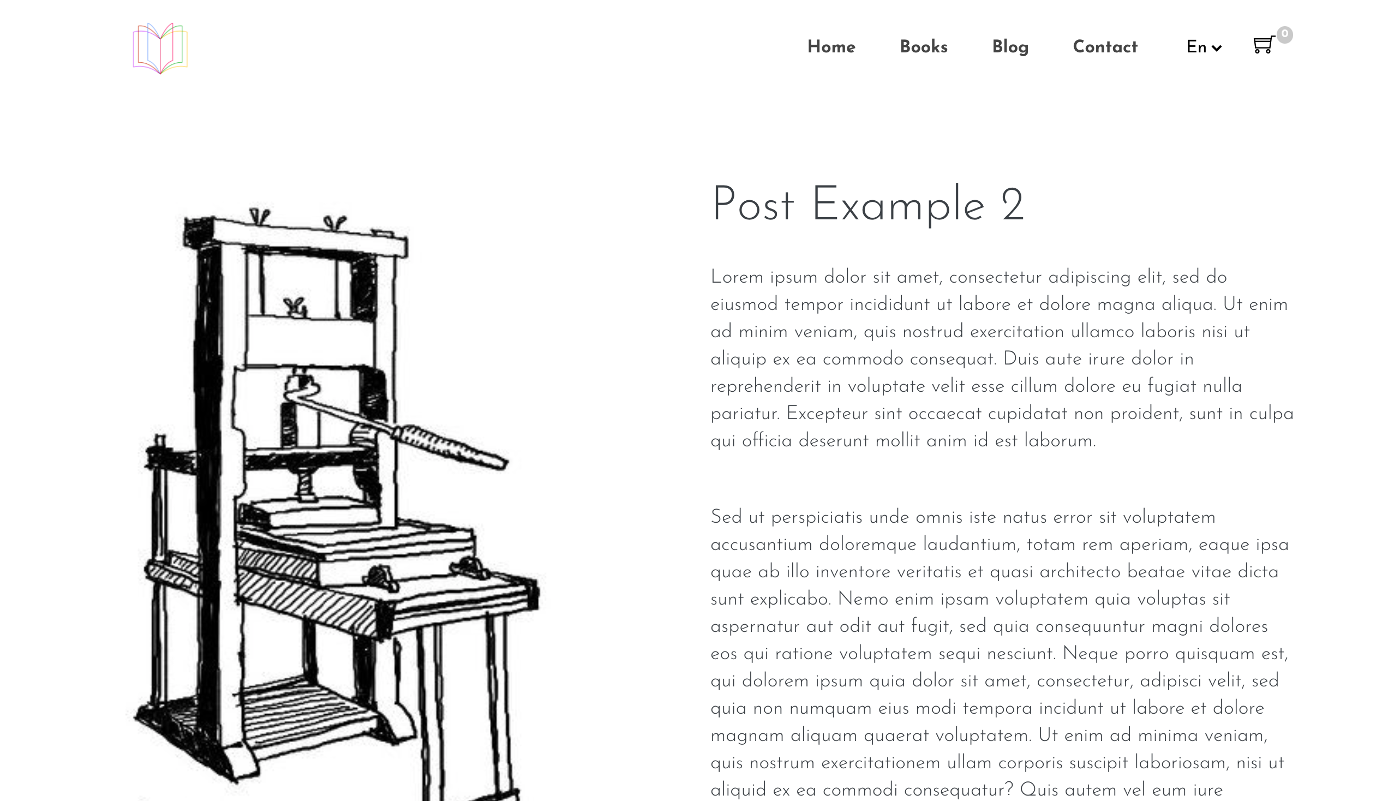 Home Books Blog Contact En 0
Post Example 2
Lorem ipsum dolor sit amet, consectetur adipiscing elit, sed do
eiusmod tempor incididunt ut labore et dolore magna aliqua. Ut enim
ad minim veniam, quis nostrud exercitation ullamco laboris nisi ut
aliquip ex ea commodo consequat. Duis aute irure dolor in
reprehenderit in voluptate velit esse cillum dolore eu fugiat nulla
pariatur. Excepteur sint occaecat cupidatat non proident, sunt in culpa
qui officia deserunt mollit anim id est laborum.
Sed ut perspiciatis unde omnis iste natus error sit voluptatem
accusantium doloremque laudantium, totam rem aperiam, eaque ipsa
quae ab illo inventore veritatis et quasi architecto beatae vitae dicta
sunt explicabo. Nemo enim ipsam voluptatem quia voluptas sit
aspernatur aut odit aut fugit, sed quia consequuntur magni dolores
eos qui ratione voluptatem sequi nesciunt. Neque porro quisquam est,
qui dolorem ipsum quia dolor sit amet, consectetur, adipisci velit, sed
quia non numquam eius modi tempora incidunt ut labore et dolore
magnam aliquam quaerat voluptatem. Ut enim ad minima veniam,
quis nostrum exercitationem ullam corporis suscipit laboriosam, nisi ut
aliquid ex ea commodi consequatur? Quis autem vel eum iure